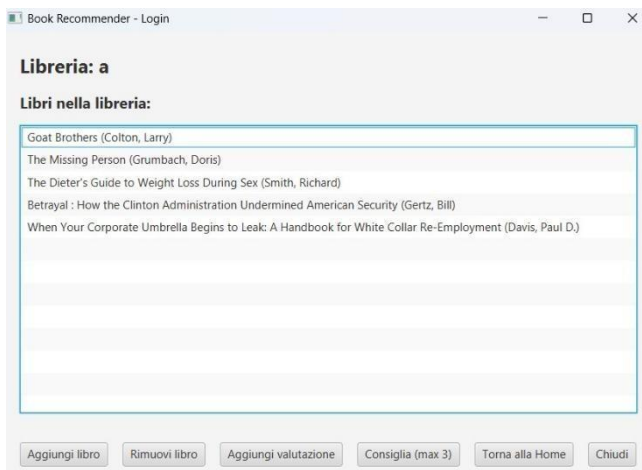 Book Recommender - Login
Libreria: a
Libri nella libreria:
Goat Brothers (Colton, Larry)
The Missing Person (Grumbach, Doris)
The Dieter's Guide to Weight Loss During Sex (Smith, Richard)
Betrayal : How the Clinton Administration Undermined American Security (Gertz, Bill)
When Your Corporate Umbrella Begins to Leak: A Handbook for White Collar Re-Employment (Davis, Paul D.)
Aggiungi libro Rimuovi libro Aggiungi valutazione Consiglia (max 3) Torna alla Home Chiudi